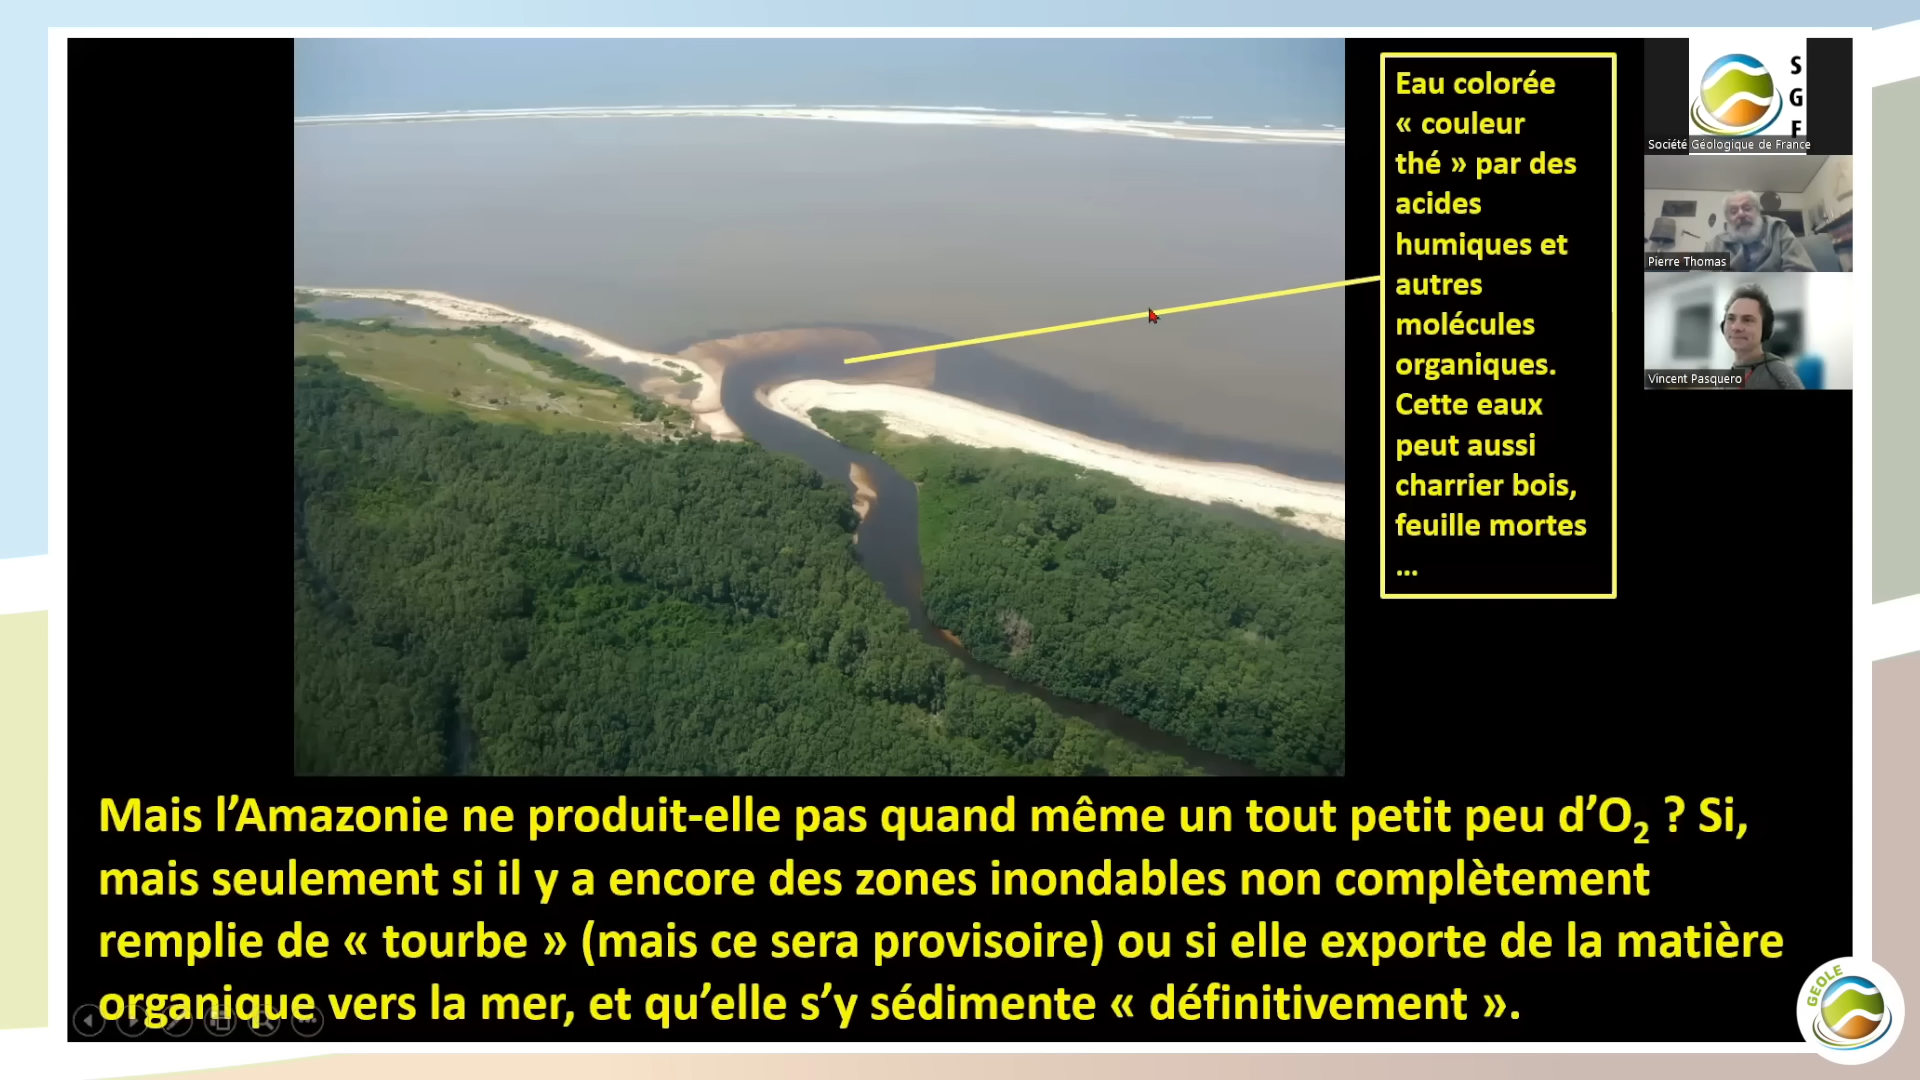 Eau colorée
« couleur
thé » par des
acides
humiques et
autres
molécules
organiques.
Cette eaux
peut aussi
charrier bois,
feuille mortes
...
S
G
F
Société Géologique de France
Pierre Thomas
Vincent Pasquero
Mais l’Amazonie ne produit-elle pas quand même un tout petit peu d’O₂ ? Si,
mais seulement si il y a encore des zones inondables non complètement
remplie de « tourbe » (mais ce sera provisoire) ou si elle exporte de la matière
organique vers la mer, et qu’elle s’y sédimente « définitivement ».
GEOLE